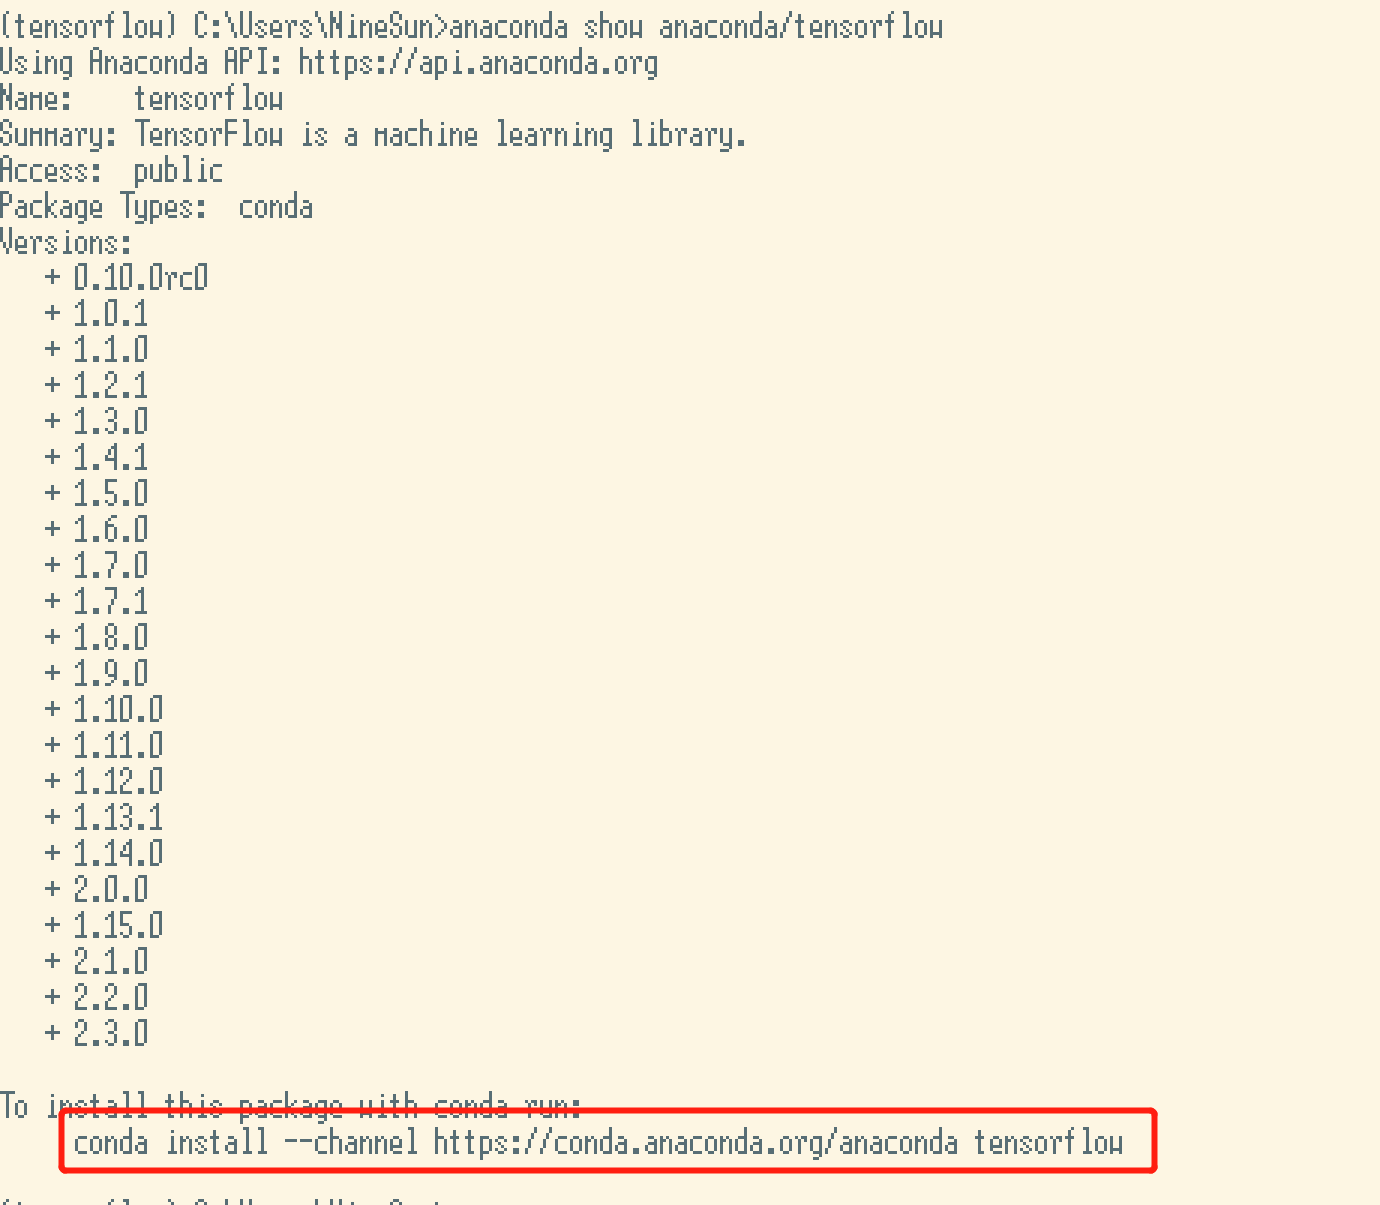 (tensorflow) C:\Users\NineSun>anaconda show anaconda/tensorflow
Using Anaconda API: https://api.anaconda.org
Name:    tensorflow
Summary: TensorFlow is a machine learning library.
Access:  public
Package Types:  conda
Versions:
   + 0.10.0rc0
   + 1.0.1
   + 1.1.0
   + 1.2.1
   + 1.3.0
   + 1.4.1
   + 1.5.0
   + 1.6.0
   + 1.7.0
   + 1.7.1
   + 1.8.0
   + 1.9.0
   + 1.10.0
   + 1.11.0
   + 1.12.0
   + 1.13.1
   + 1.14.0
   + 2.0.0
   + 1.15.0
   + 2.1.0
   + 2.2.0
   + 2.3.0
To install this package with conda run:
     conda install --channel https://conda.anaconda.org/anaconda tensorflow